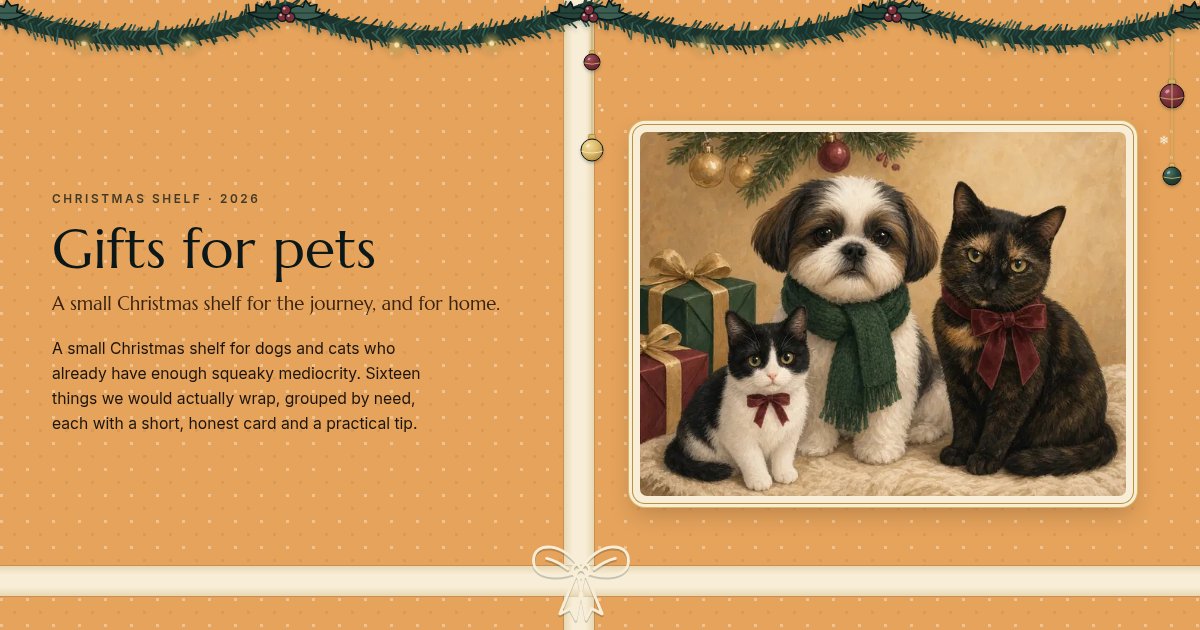 CHRISTMAS SHELF · 2026
Gifts for pets
A small Christmas shelf for the journey, and for home.
A small Christmas shelf for dogs and cats who
already have enough squeaky mediocrity. Sixteen
things we would actually wrap, grouped by need,
each with a short, honest card and a practical tip.